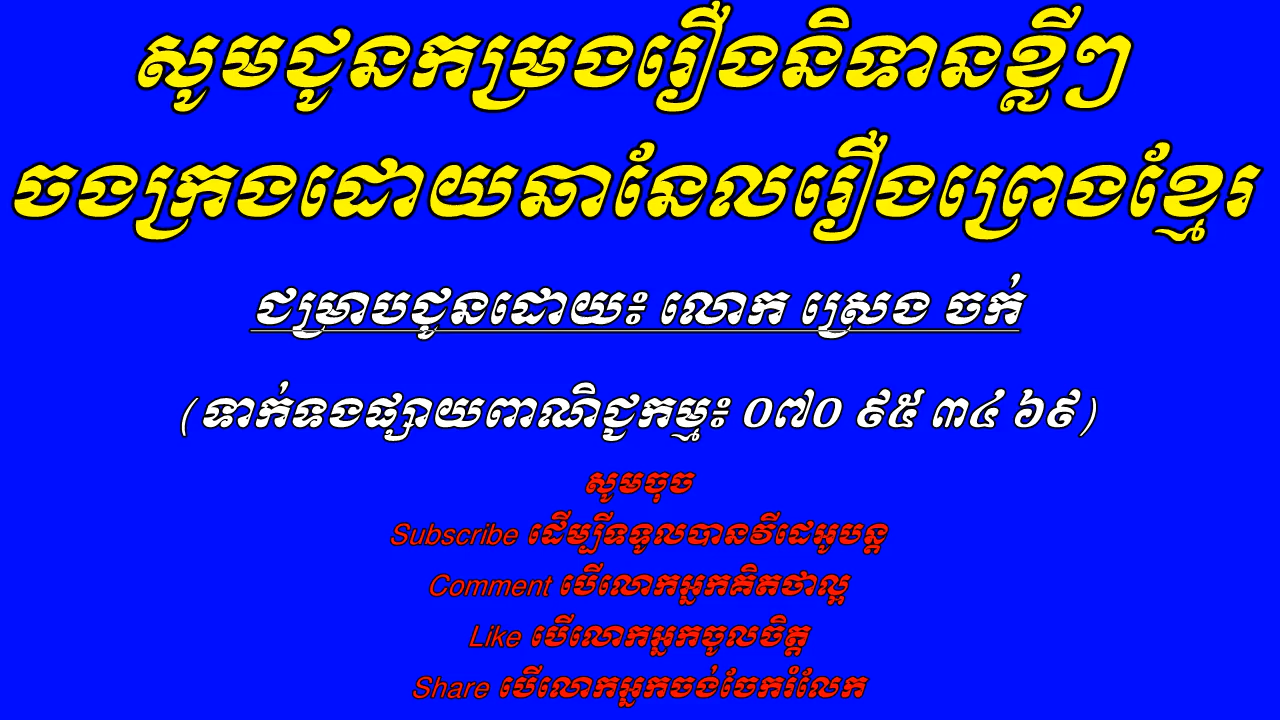 សូមជូនកម្រងរឿងនិទានខ្លីៗ
ចងក្រងដោយឆានែលរឿងព្រេងខ្មែរ
ជម្រាបជូនដោយ៖ លោក ស្រេង ចក់
(ទាក់ទងផ្សាយពាណិជ្ជកម្ម៖ ០៧០ ៩៥ ៣៤ ៦៩)
សូមចុច
Subscribe ដើម្បីទទួលបានវីដេអូបន្ត
Comment បើលោកអ្នកគិតថាល្អ
Like បើលោកអ្នកចូលចិត្ត
Share បើលោកអ្នកចង់ចែករំលែក